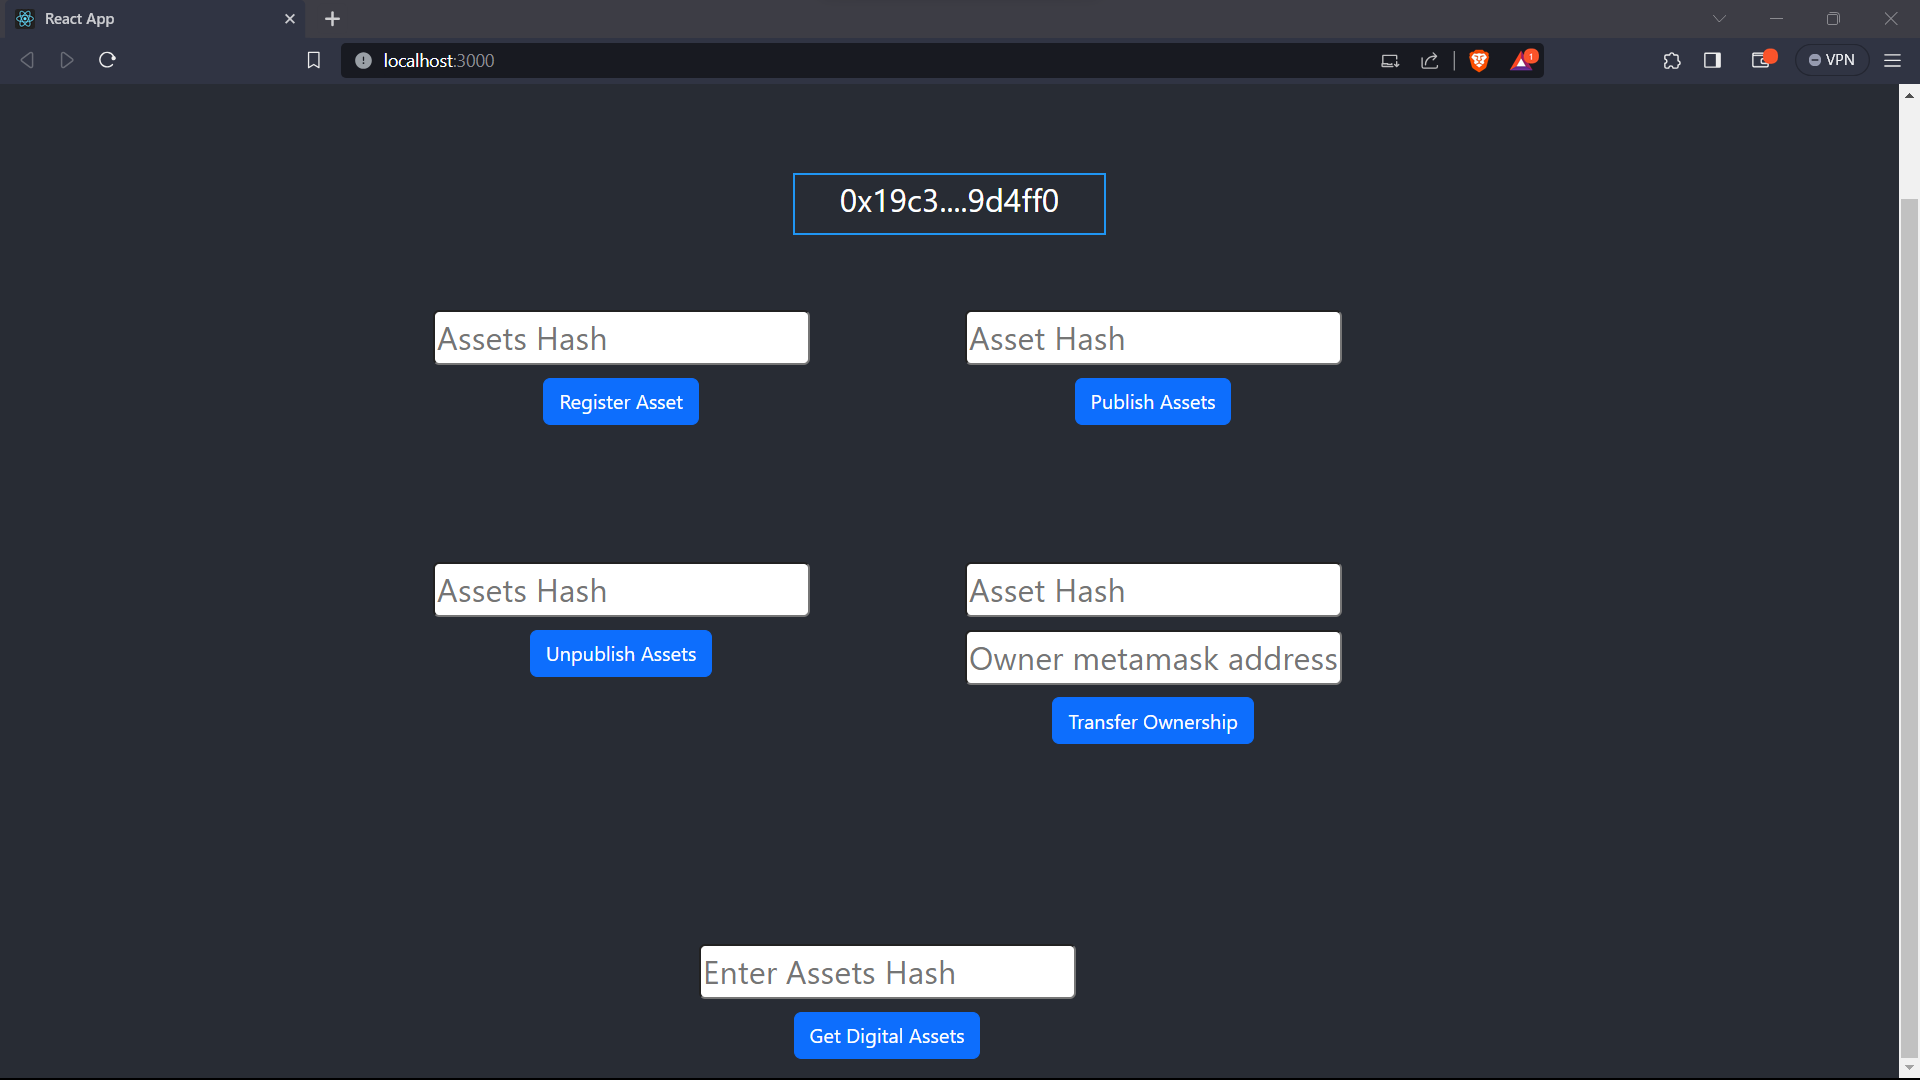 React App
localhost:3000
1
VPN
0x19c3....9d4ff0
Assets Hash
Asset Hash
Register Asset
Publish Assets
Assets Hash
Asset Hash
Unpublish Assets
Owner metamask address
Transfer Ownership
Enter Assets Hash
Get Digital Assets